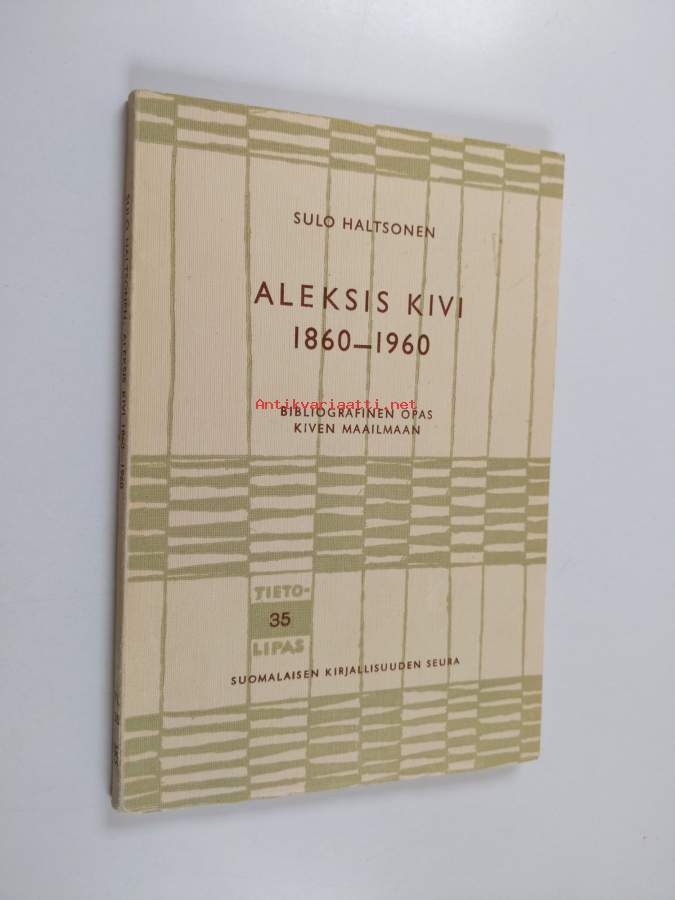 SULO HALTSONEN
ALEKSIS KIVI
1860—1960
Antikvariaatti.net
BIBLIOGRAFINEN OPAS
KIVEN MAAILMAAN
TIETO-
35
LIPAS
SUOMALAISEN KIRJALLISUUDEN SEURA
SULO HALTSONEN: ALEKSIS KIVI 1860—1960